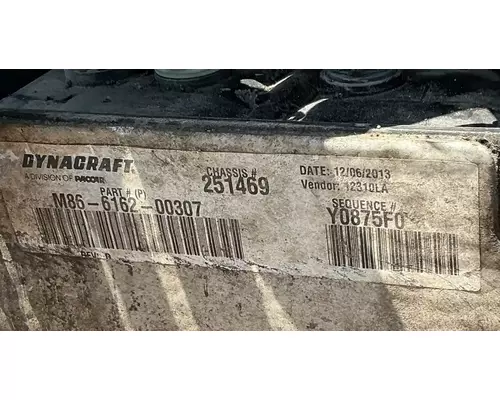 DYNACRAFT
A DIVISION OF PACCAR
PART # (P)
M86-6162-00307
CHASSIS #
251469
DATE: 12/06/2013
Vendor: 12310LA
SEQUENCE #
Y0875F0